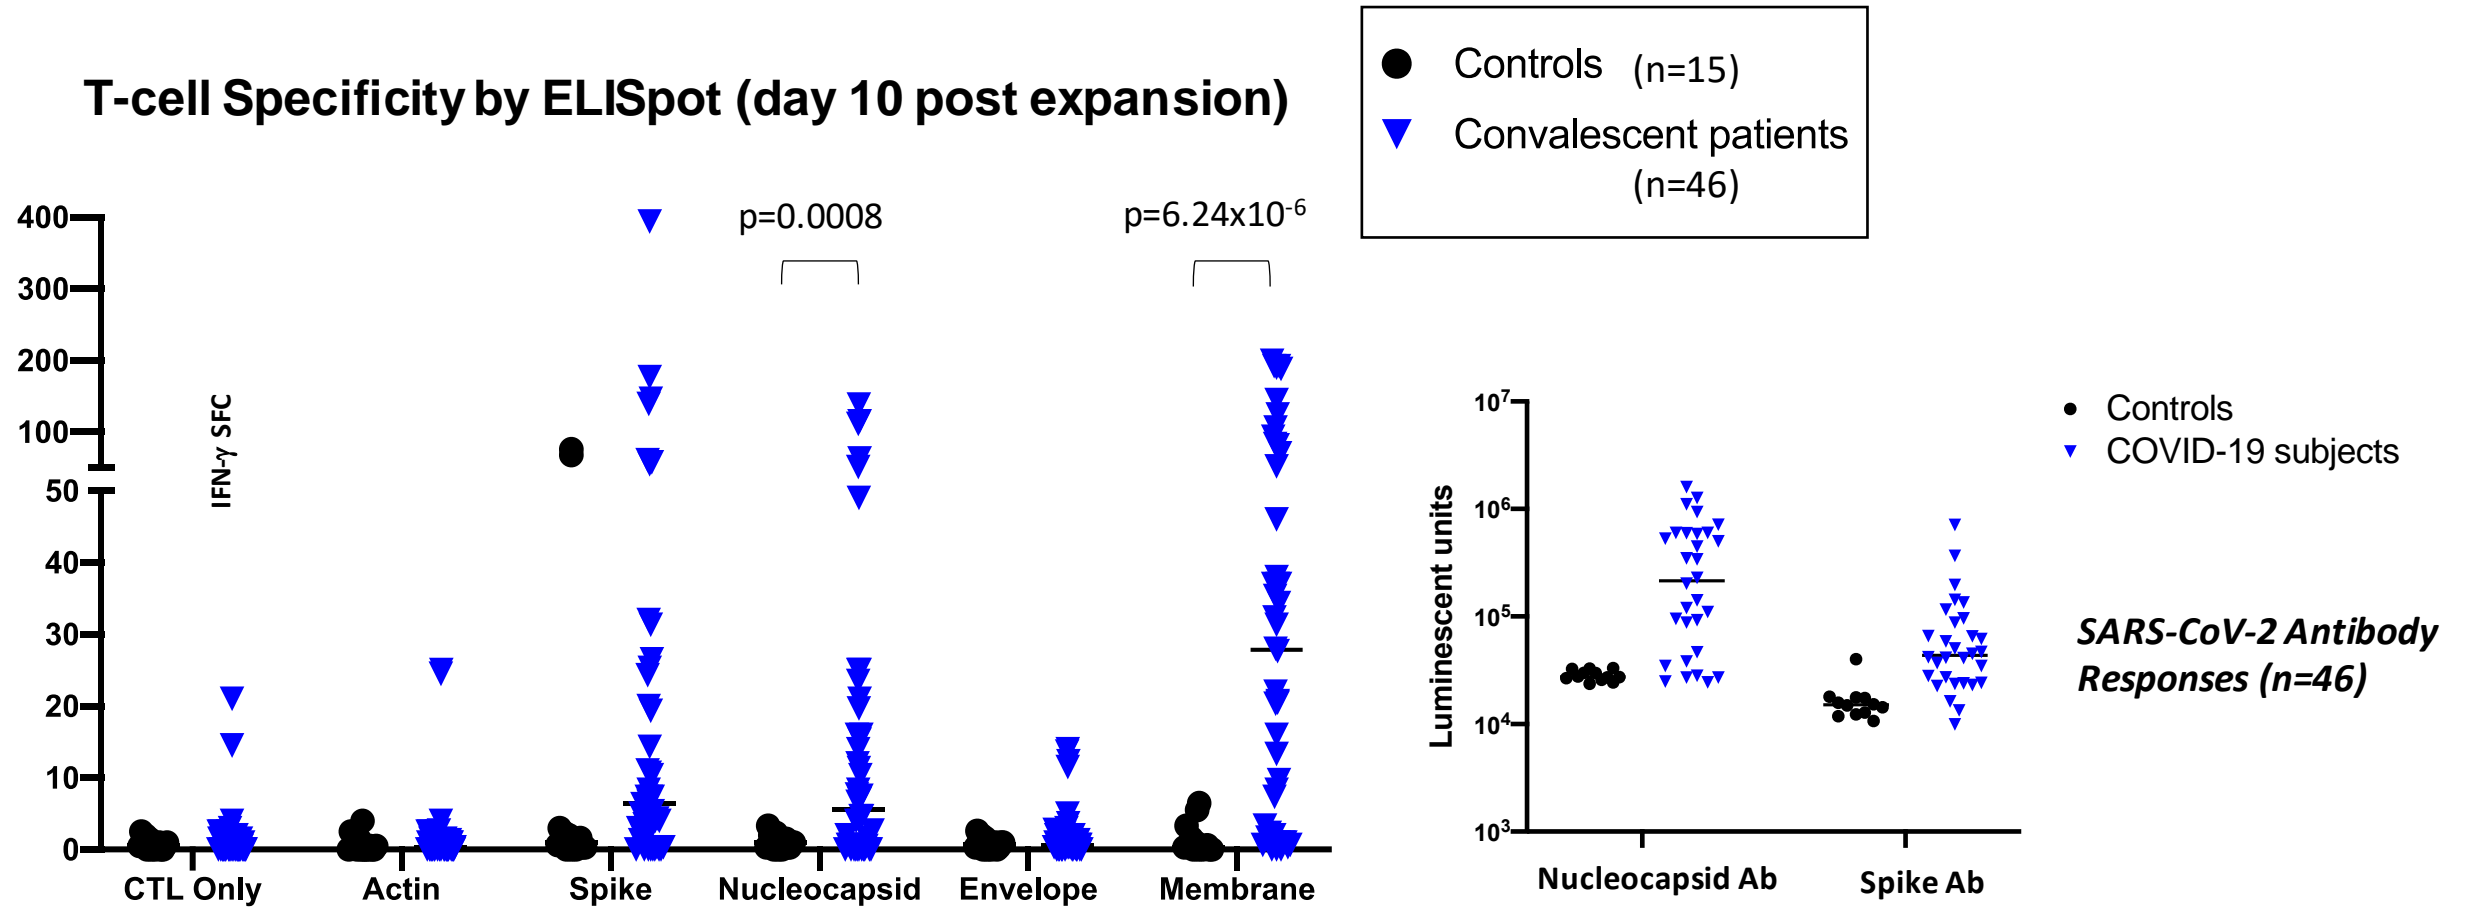 T-cell Specificity by ELISpot (day 10 post expansion)
Controls (n=15)
Convalescent patients
(n=46)
p=0.0008
p=6.24x10⁻⁶
IFN-γ SFC
400
300
200
100
50
40
30
20
10
0
CTL Only
Actin
Spike
Nucleocapsid
Envelope
Membrane
Luminescent units
10⁷
10⁶
10⁵
10⁴
10³
Nucleocapsid Ab
Spike Ab
Controls
COVID-19 subjects
SARS-CoV-2 Antibody
Responses (n=46)